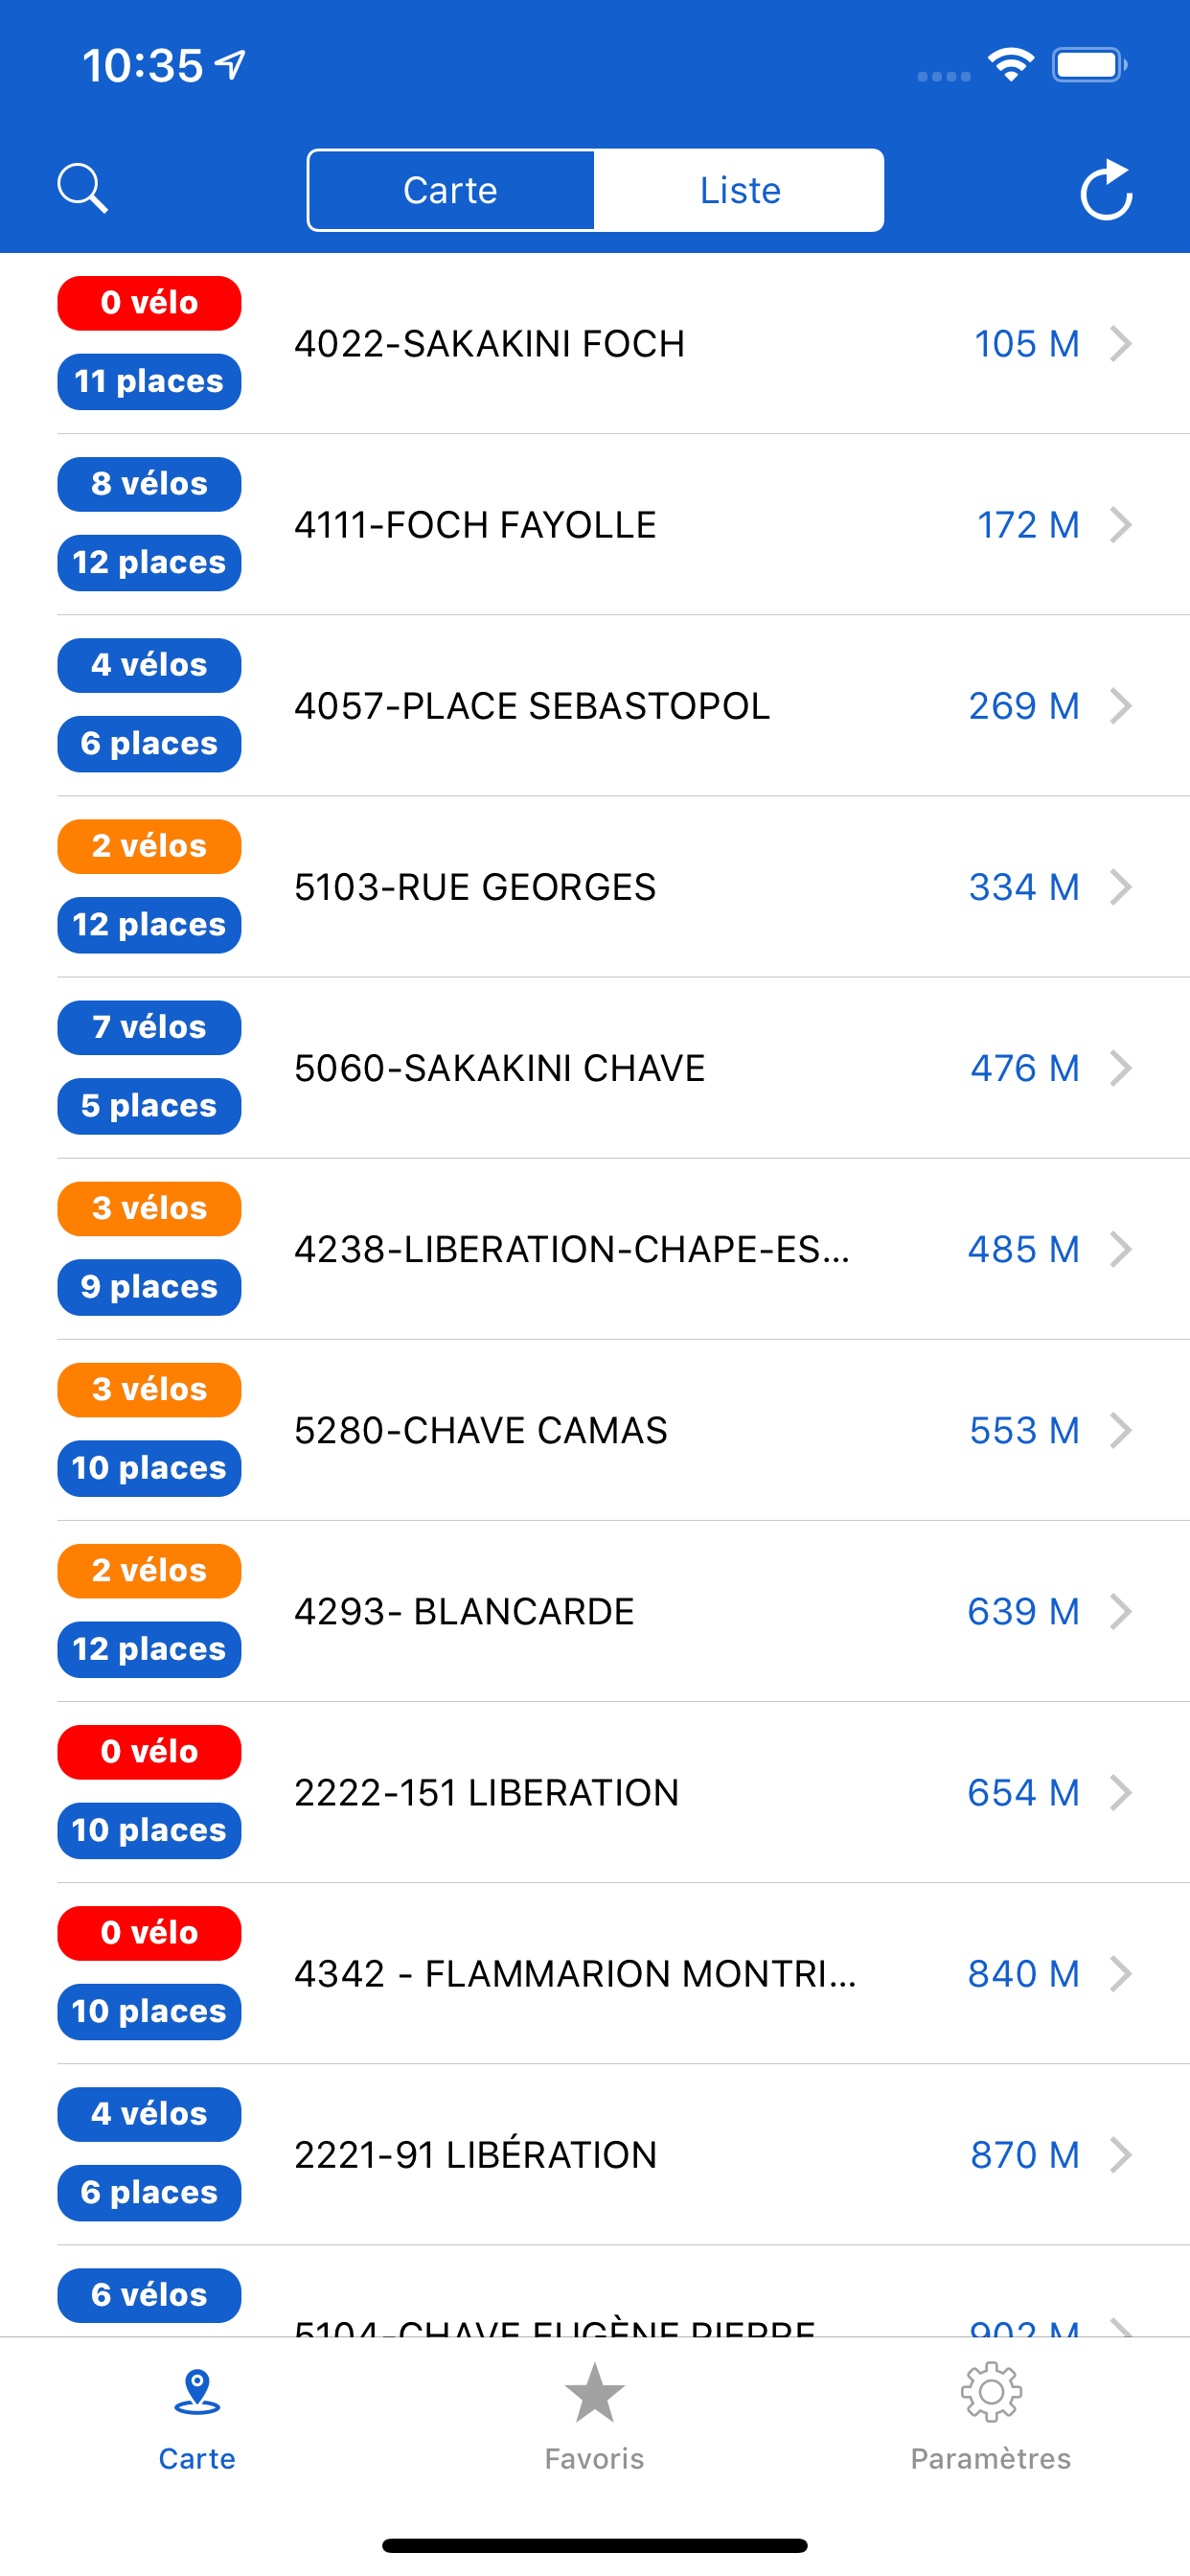 10:35
Carte Liste
0 vélo
4022-SAKAKINI FOCH 105 M
11 places
8 vélos
4111-FOCH FAYOLLE 172 M
12 places
4 vélos
4057-PLACE SEBASTOPOL 269 M
6 places
2 vélos
5103-RUE GEORGES 334 M
12 places
7 vélos
5060-SAKAKINI CHAVE 476 M
5 places
3 vélos
4238-LIBERATION-CHAPE-ES... 485 M
9 places
3 vélos
5280-CHAVE CAMAS 553 M
10 places
2 vélos
4293- BLANCARDE 639 M
12 places
0 vélo
2222-151 LIBERATION 654 M
10 places
0 vélo
4342 - FLAMMARION MONTRI... 840 M
10 places
4 vélos
2221-91 LIBÉRATION 870 M
6 places
6 vélos
5104-CHAVE EUGÈNE PIERRE 902 M
Carte Favoris Paramètres